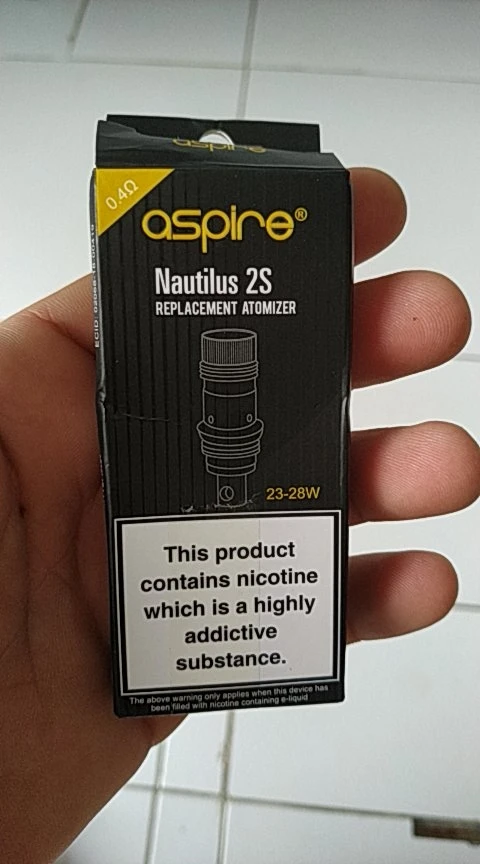 aspire
0.4Ω
aspire®
Nautilus 2S
REPLACEMENT ATOMIZER
23-28W
This product
contains nicotine
which is a highly
addictive
substance.
The above warning only applies when this device has
been filled with nicotine containing e-liquid